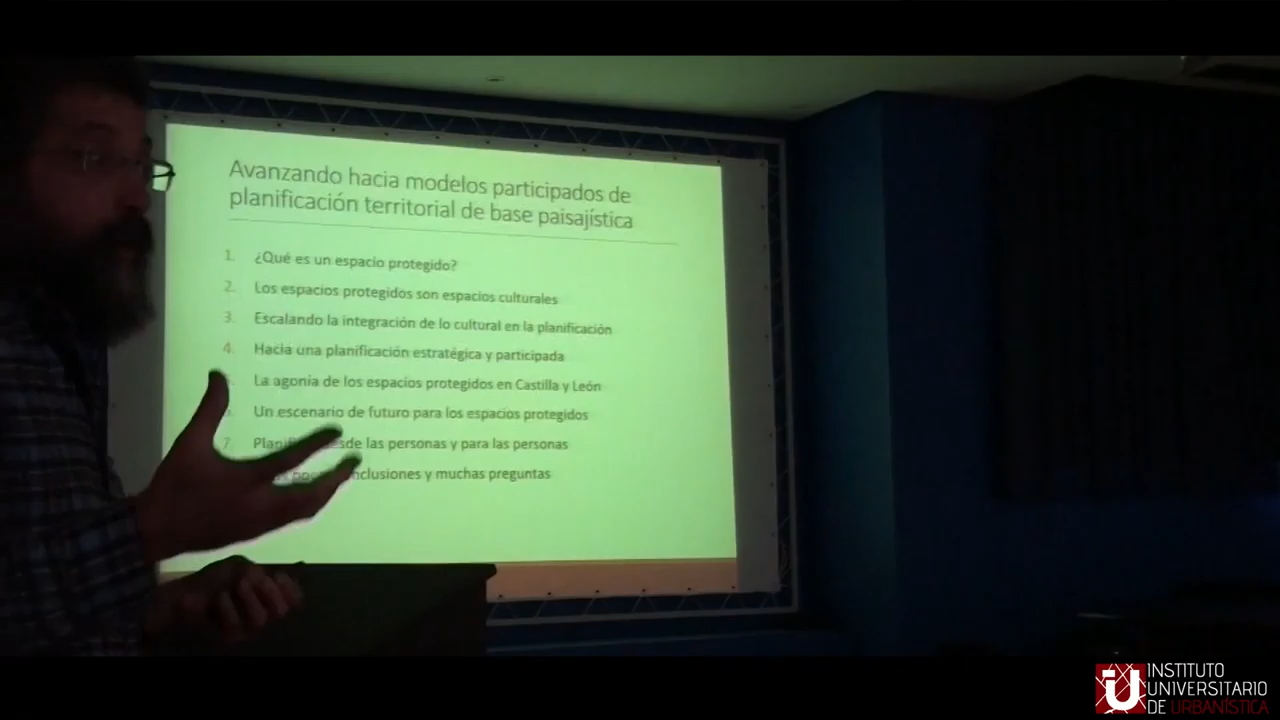 Avanzando hacia modelos participados de
planificación territorial de base paisajística
1. ¿Qué es un espacio protegido?
2. Los espacios protegidos son espacios culturales
3. Escalando la integración de lo cultural en la planificación
4. Hacia una planificación estratégica y participada
La agonía de los espacios protegidos en Castilla y León
Un escenario de futuro para los espacios protegidos
7. las personas y para las personas
y muchas preguntas
INSTITUTO
UNIVERSITARIO
DE URBANÍSTICA